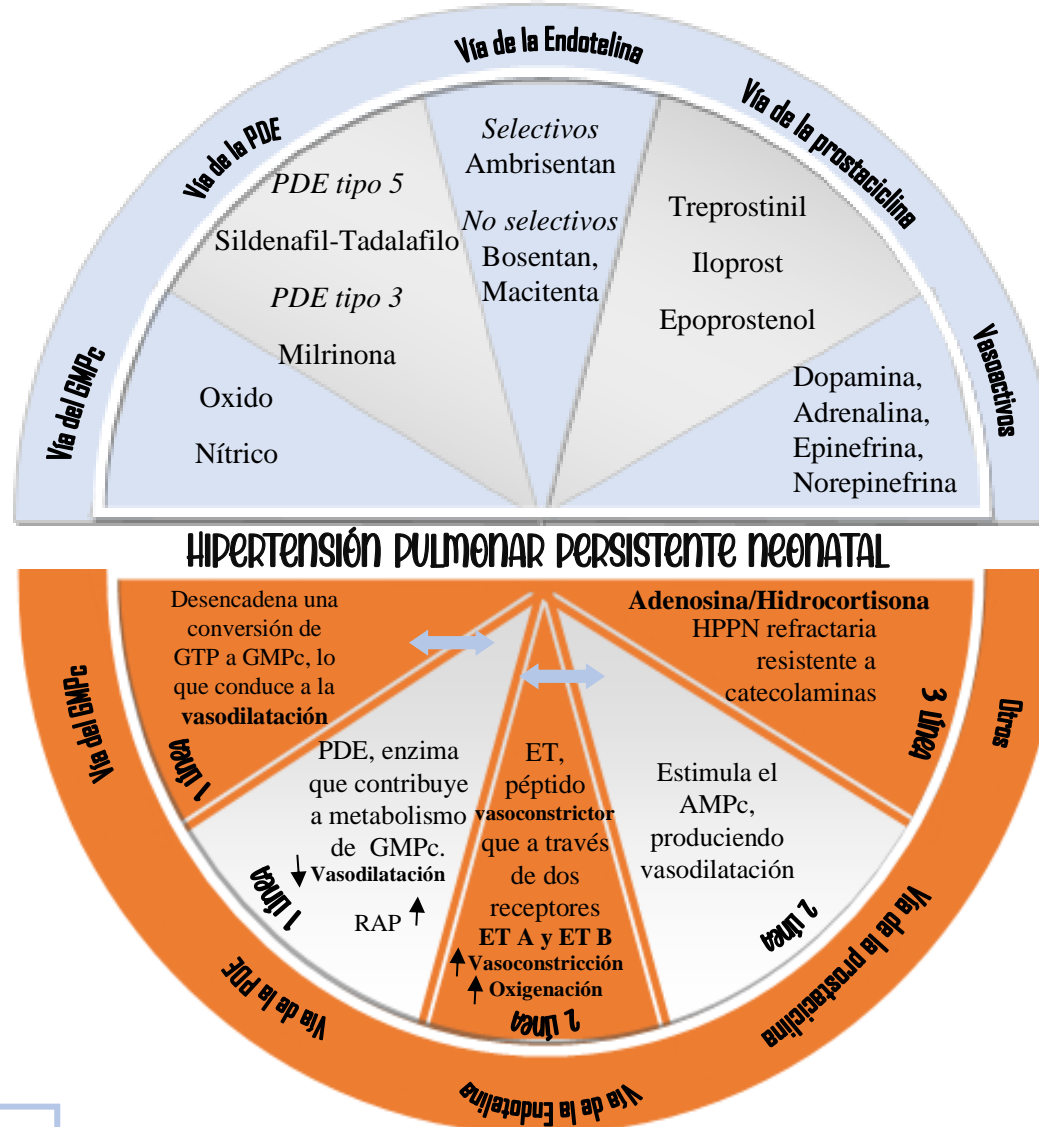 Vía de la Endotelina
Vía de la PDE
Vía de la prostaciclina
Vía del GMPc
Vasoactivos
PDE tipo 5
Sildenafil-Tadalafilo
PDE tipo 3
Milrinona
Selectivos
Ambrisentan
No selectivos
Bosentan,
Macitenta
Treprostinil
Iloprost
Epoprostenol
Oxido
Nítrico
Dopamina,
Adrenalina,
Epinefrina,
Norepinefrina
HIPERTENSIÓN PULMONAR PERSISTENTE NEONATAL
Desencadena una
conversión de
GTP a GMPc, lo
que conduce a la
vasodilatación
1 Línea
Vía del GMPc
PDE, enzima
que contribuye
a metabolismo
de GMPc.
Vasodilatación
RAP
1 Línea
Vía de la PDE
ET,
péptido
vasoconstrictor
que a través
de dos
receptores
ET A y ET B
Vasoconstricción
Oxigenación
2 Línea
Vía de la Endotelina
Estimula el
AMPc,
produciendo
vasodilatación
2 Línea
Vía de la prostaciclina
Adenosina/Hidrocortisona
HPPN refractaria
resistente a
catecolaminas
3 Línea
Otros